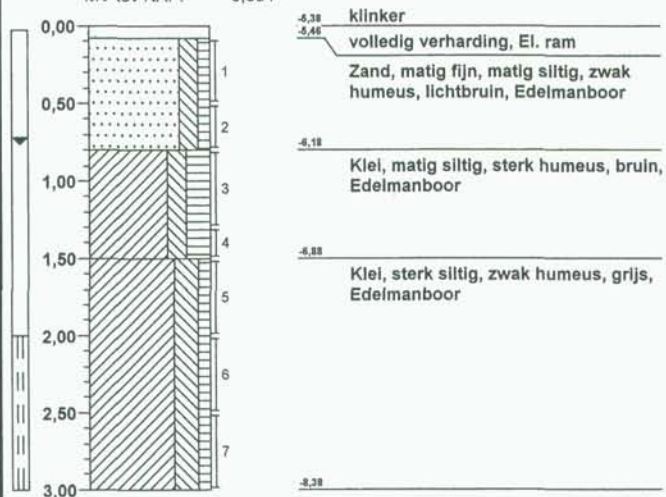 0,00
-5,38
klinker
-5,46
volledig verharding, El. ram
Zand, matig fijn, matig siltig, zwak
humeus, lichtbruin, Edelmanboor
1
0,50
2
-6,18
Klei, matig siltig, sterk humeus, bruin,
Edelmanboor
1,00
3
4
1,50
-6,88
Klei, sterk siltig, zwak humeus, grijs,
Edelmanboor
5
2,00
6
2,50
7
3,00
-8,38